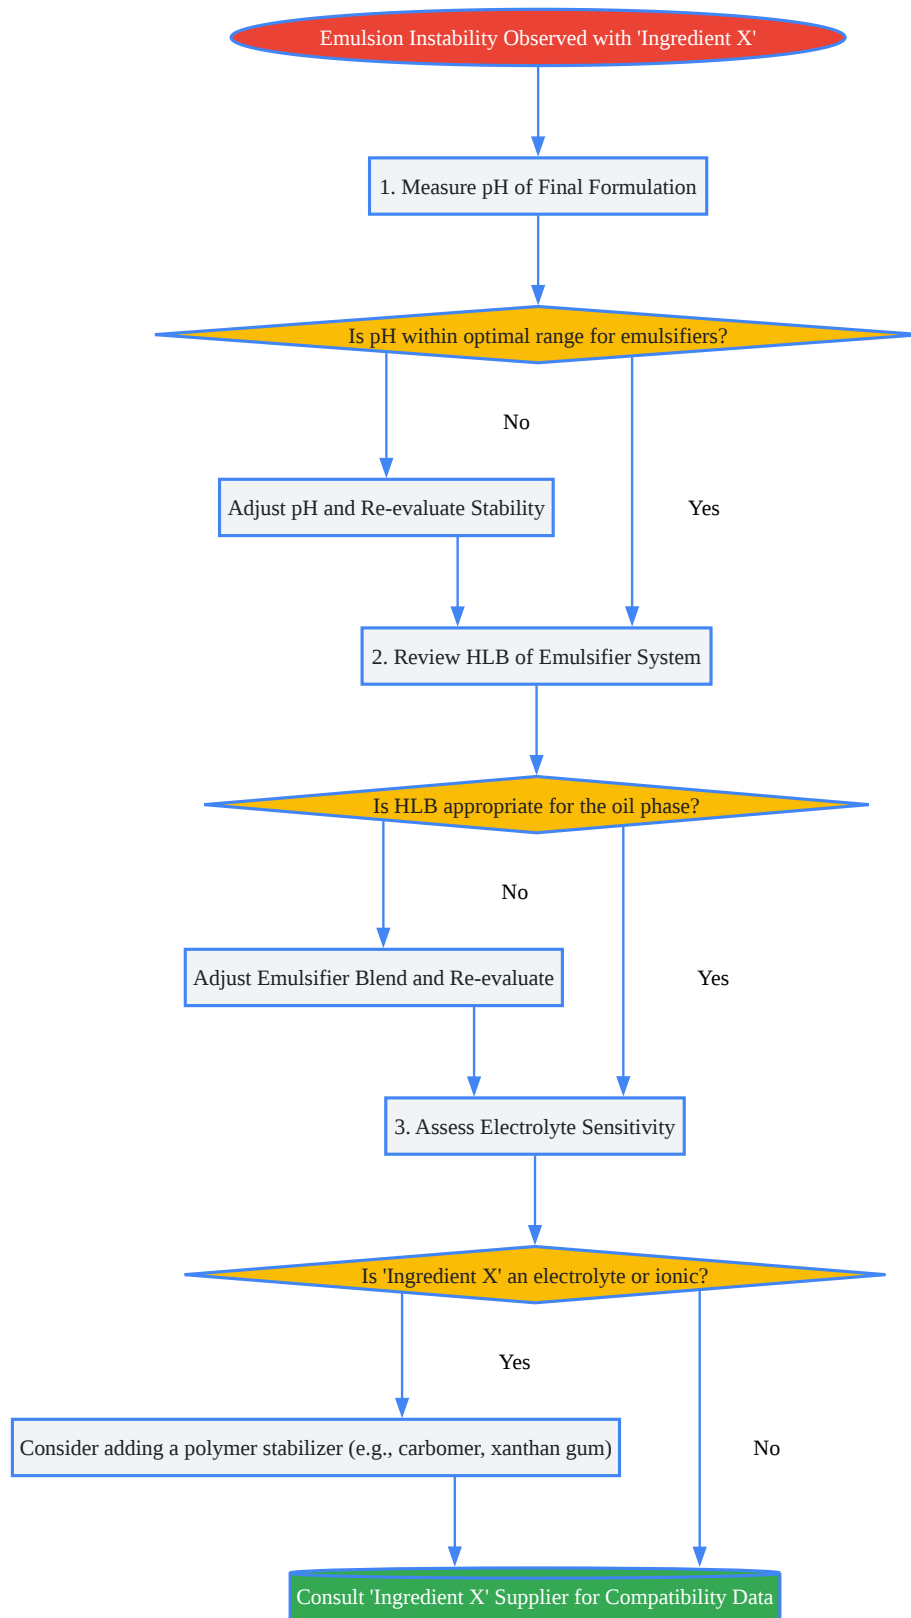 Emulsion Instability Observed with 'Ingredient X'
1. Measure pH of Final Formulation
Is pH within optimal range for emulsifiers?
No
Adjust pH and Re-evaluate Stability
Yes
2. Review HLB of Emulsifier System
Is HLB appropriate for the oil phase?
No
Adjust Emulsifier Blend and Re-evaluate
Yes
3. Assess Electrolyte Sensitivity
Is 'Ingredient X' an electrolyte or ionic?
Yes
Consider adding a polymer stabilizer (e.g., carbomer, xanthan gum)
No
Consult 'Ingredient X' Supplier for Compatibility Data